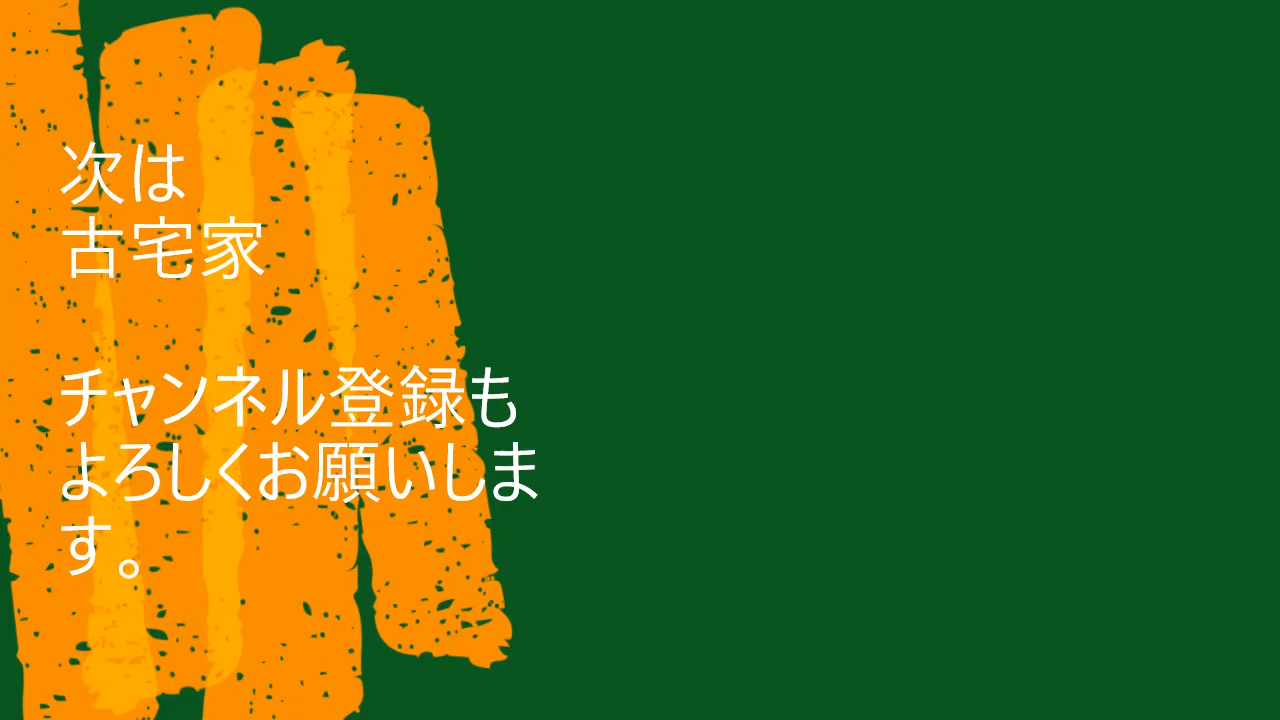 次は
古宅家
チャンネル登録も
よろしくお願いしま
す。